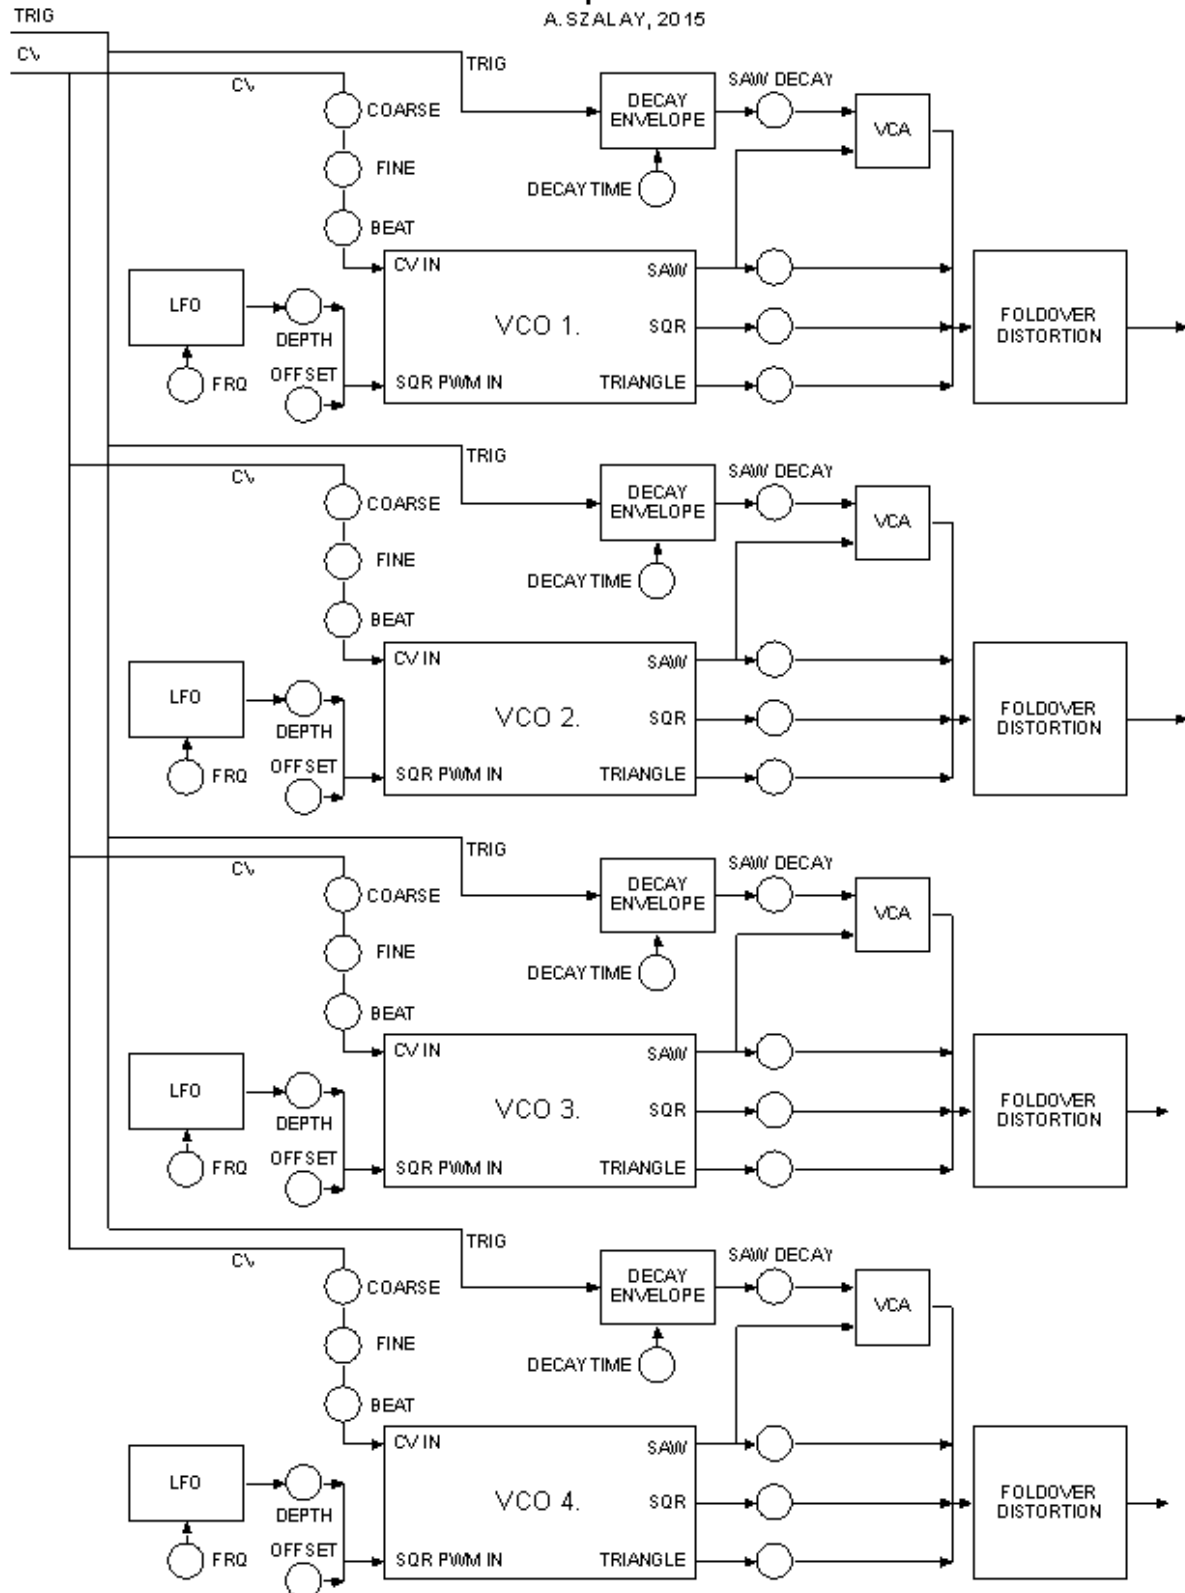 TRIG
A. SZALAY, 2015
CV
CV
TRIG
COARSE
FINE
BEAT
DECAY
ENVELOPE
SAW DECAY
VCA
DECAY TIME
LFO
DEPTH
FRQ
OFFSET
CV IN
SAW
VCO 1.
SQR
SQR PWM IN
TRIANGLE
FOLDOVER
DISTORTION
CV
TRIG
COARSE
FINE
BEAT
DECAY
ENVELOPE
SAW DECAY
VCA
DECAY TIME
LFO
DEPTH
FRQ
OFFSET
CV IN
SAW
VCO 2.
SQR
SQR PWM IN
TRIANGLE
FOLDOVER
DISTORTION
CV
TRIG
COARSE
FINE
BEAT
DECAY
ENVELOPE
SAW DECAY
VCA
DECAY TIME
LFO
DEPTH
FRQ
OFFSET
CV IN
SAW
VCO 3.
SQR
SQR PWM IN
TRIANGLE
FOLDOVER
DISTORTION
CV
TRIG
COARSE
FINE
BEAT
DECAY
ENVELOPE
SAW DECAY
VCA
DECAY TIME
LFO
DEPTH
FRQ
OFFSET
CV IN
SAW
VCO 4.
SQR
SQR PWM IN
TRIANGLE
FOLDOVER
DISTORTION